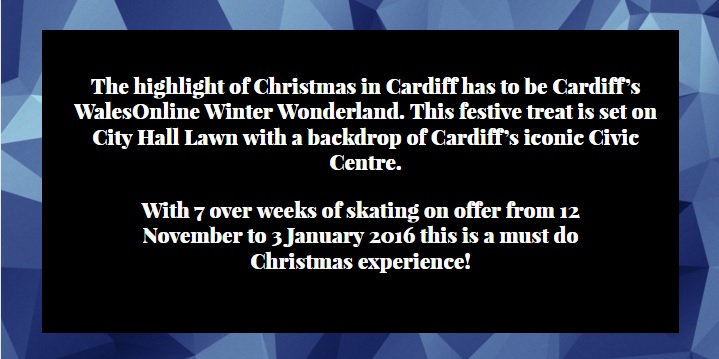 The highlight of Christmas in Cardiff has to be Cardiff's
WalesOnline Winter Wonderland. This festive treat is set on
City Hall Lawn with a backdrop of Cardiff's iconic Civic
Centre.
With 7 over weeks of skating on offer from 12
November to 3 January 2016 this is a must do
Christmas experience!